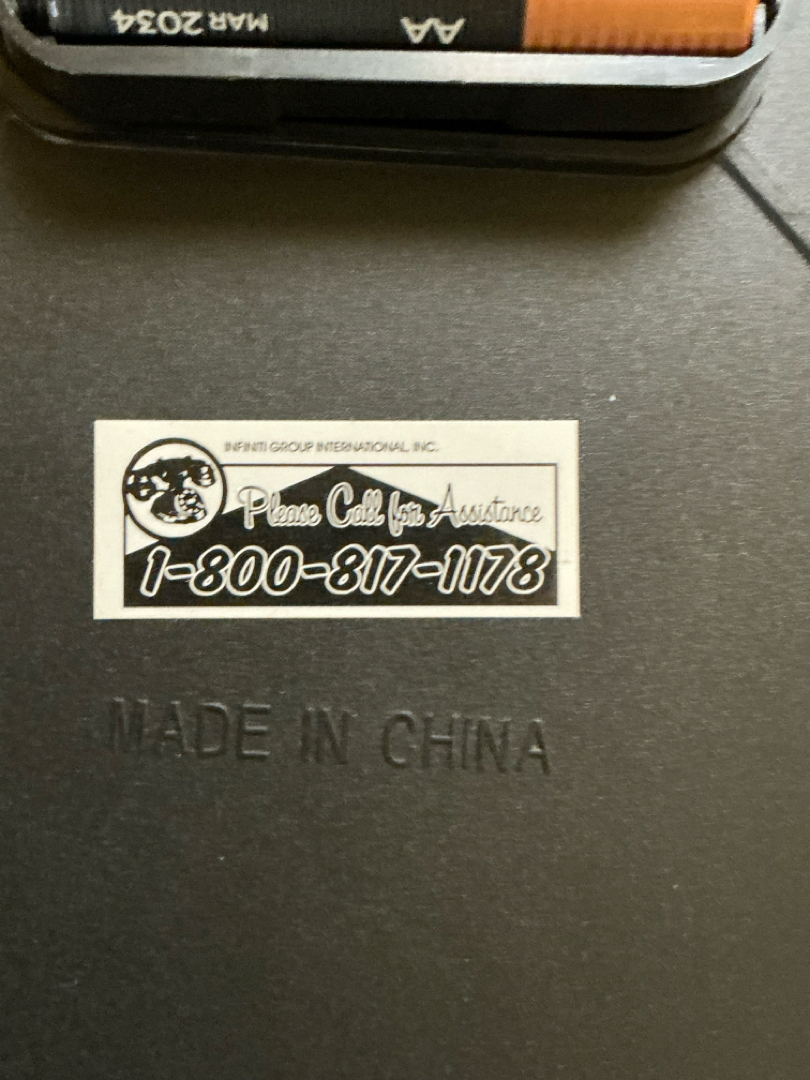 MAR 2034 AA
INFINITI GROUP INTERNATIONAL, INC.
Please Call for Assistance
1-800-817-1178
MADE IN CHINA